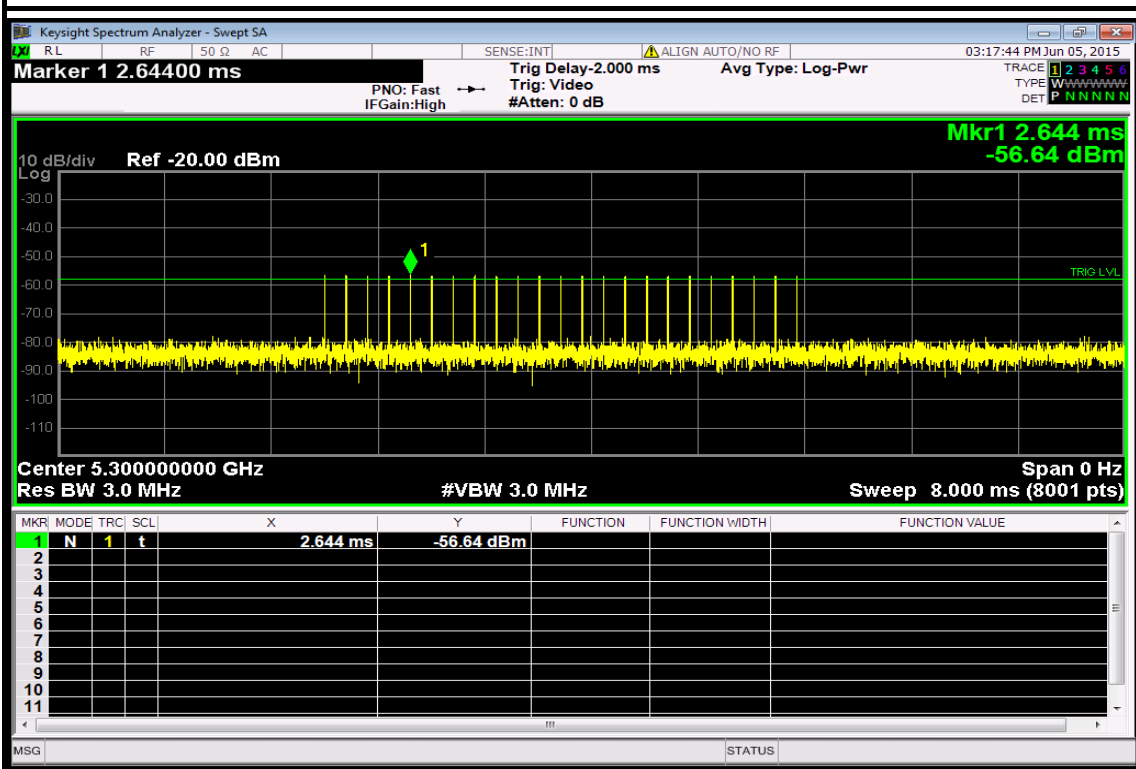 Keysight Spectrum Analyzer - Swept SA
LXI RL RF 50 Ω AC SENSE:INT ALIGN AUTO/NO RF 03:17:44 PM Jun 05, 2015
Marker 1 2.64400 ms
PNO: Fast
IFGain:High
Trig Delay-2.000 ms
Trig: Video
#Atten: 0 dB
Avg Type: Log-Pwr
TRACE 1 2 3 4 5 6
TYPE WWWWWWW
DET P N N N N N
Mkr1 2.644 ms
-56.64 dBm
10 dB/div Ref -20.00 dBm
Log
-30.0
-40.0
1
-50.0
TRIG LVL
-60.0
-70.0
-80.0
-90.0
-100
-110
Center 5.300000000 GHz Span 0 Hz
Res BW 3.0 MHz #VBW 3.0 MHz Sweep 8.000 ms (8001 pts)
MKR MODE TRC SCL X Y FUNCTION FUNCTION WIDTH FUNCTION VALUE
1 N 1 t 2.644 ms -56.64 dBm
2
3
4
5
6
7
8
9
10
11
MSG STATUS